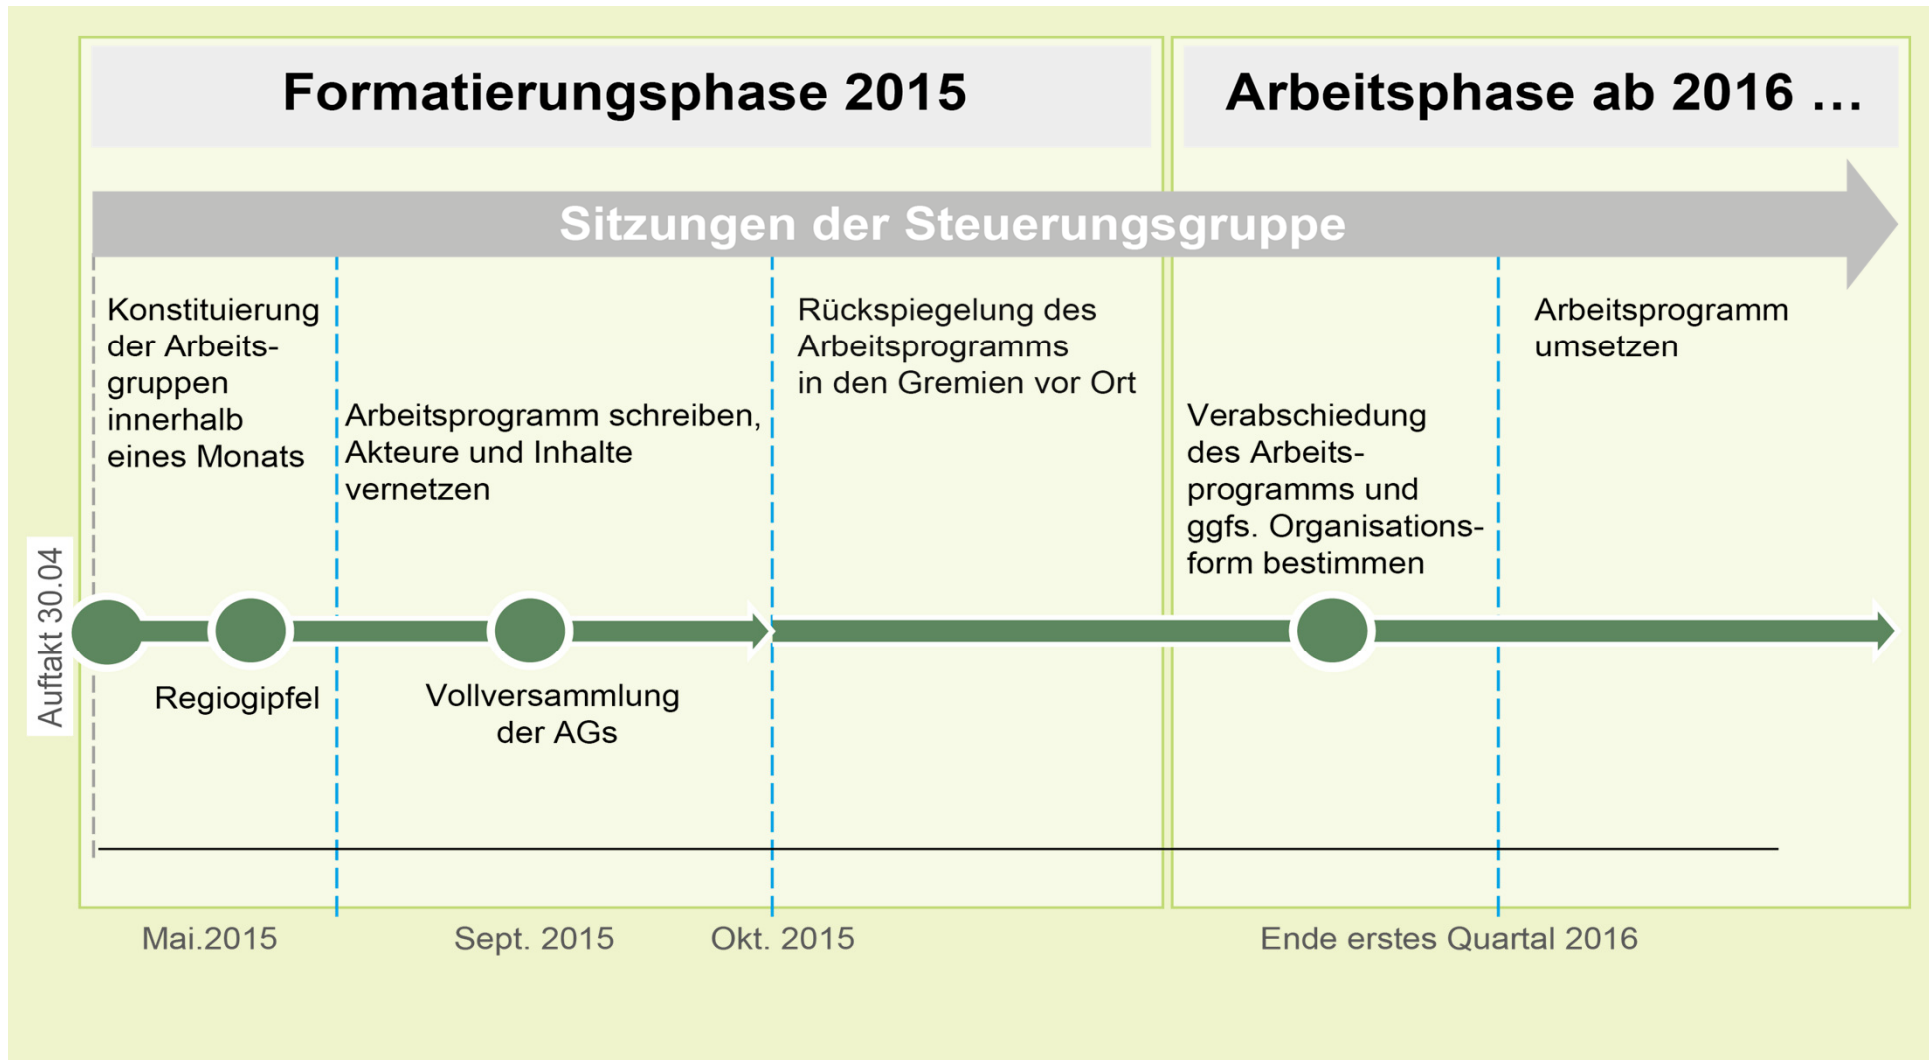 Formatierungsphase 2015
Arbeitsphase ab 2016 …
Sitzungen der Steuerungsgruppe
Konstituierung
der Arbeits-
gruppen
innerhalb
eines Monats
Arbeitsprogramm schreiben,
Akteure und Inhalte
vernetzen
Rückspiegelung des
Arbeitsprogramms
in den Gremien vor Ort
Verabschiedung
des Arbeits-
programms und
ggfs. Organisations-
form bestimmen
Arbeitsprogramm
umsetzen
Auftakt 30.04
Regiogipfel
Vollversammlung
der AGs
Mai.2015
Sept. 2015
Okt. 2015
Ende erstes Quartal 2016